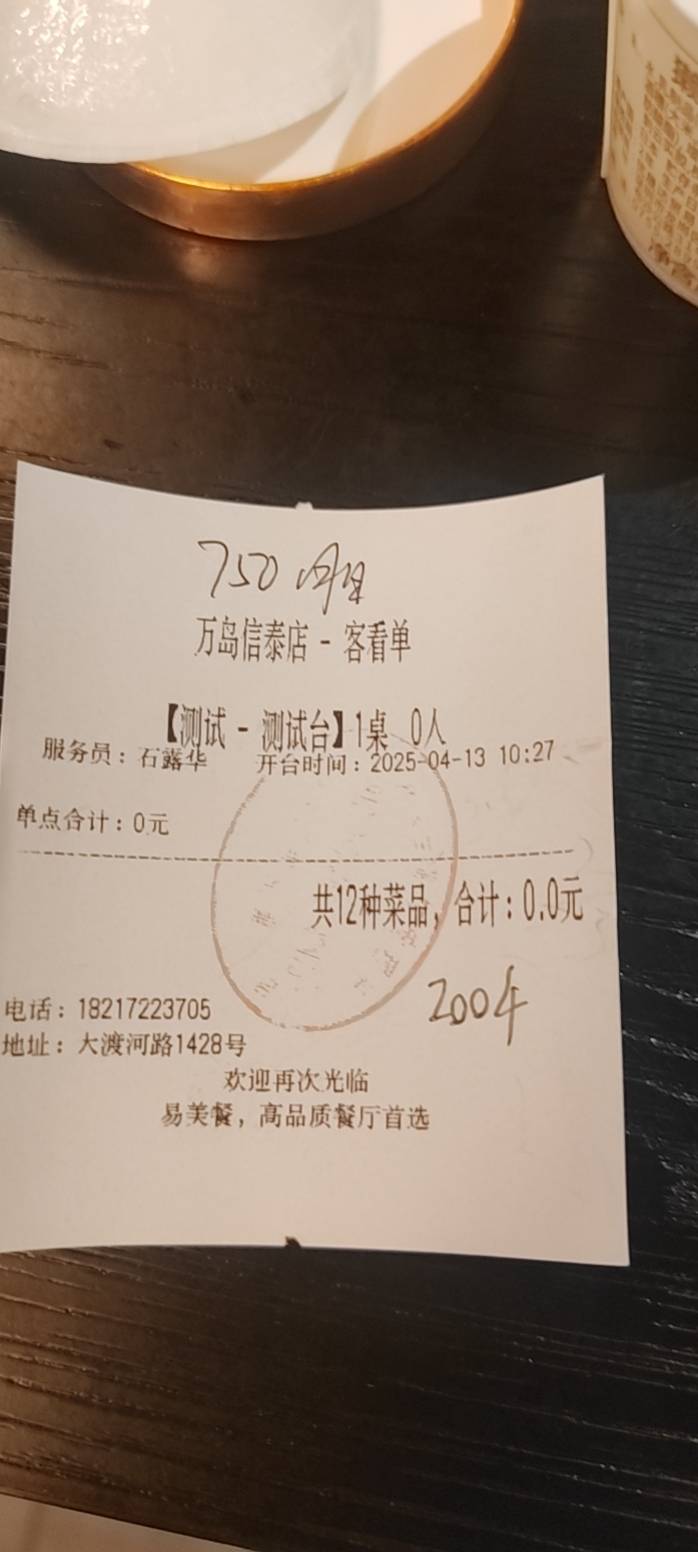 750
万岛信泰店 - 客看单
【测试 - 测试台】1桌 0人
服务员：石露华 开台时间：2025-04-13 10:27
单点合计：0元
共12种菜品，合计：0.0元
2004
电话：18217223705
地址：大渡河路1428号
欢迎再次光临
易美餐，高品质餐厅首选